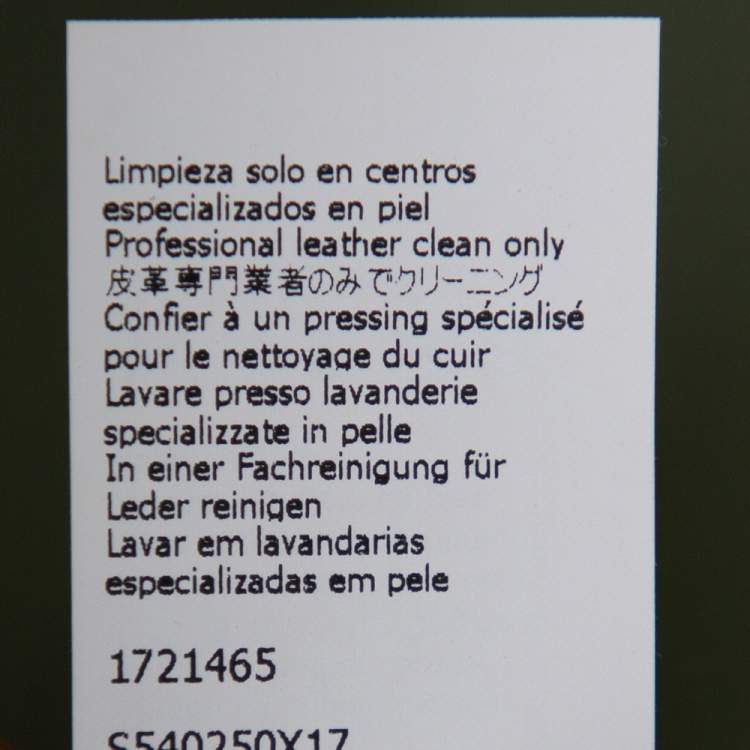 Limpieza solo en centros
especializados en piel
Professional leather clean only
皮革専門業者のみでクリーニング
Confier à un pressing spécialisé
pour le nettoyage du cuir
Lavare presso lavanderie
specializzate in pelle
In einer Fachreinigung für
Leder reinigen
Lavar em lavandarias
especializadas em pele
1721465
S540250X17